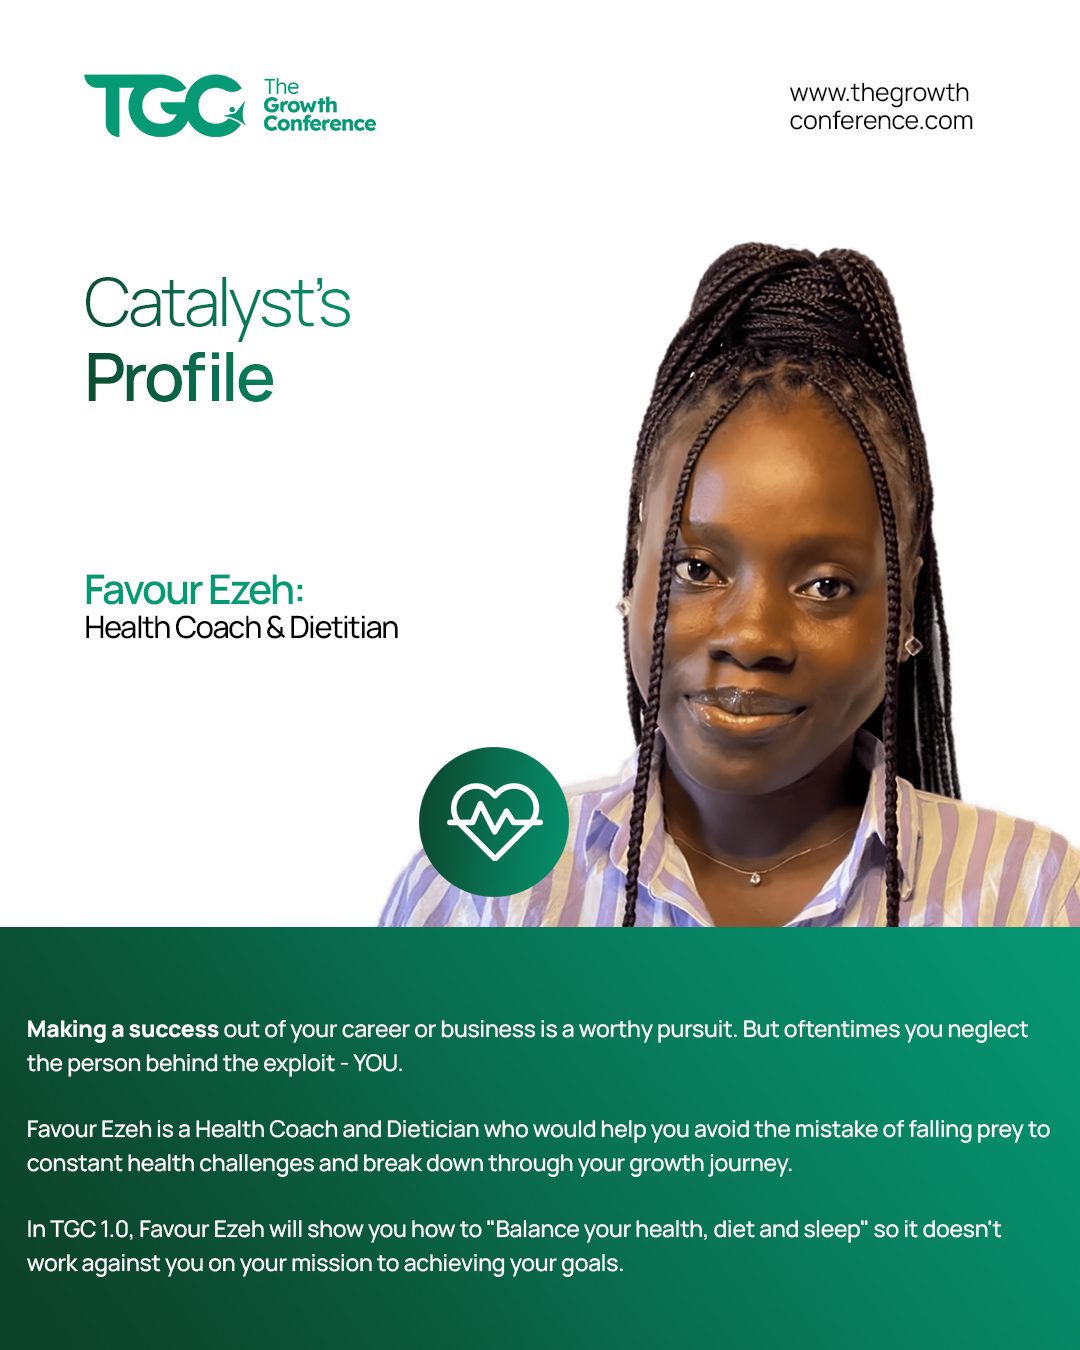 TGC
The
Growth
Conference
www.thegrowth
conference.com
Catalyst's
Profile
Favour Ezeh:
Health Coach & Dietitian
Making a success out of your career or business is a worthy pursuit. But oftentimes you neglect
the person behind the exploit - YOU.
Favour Ezeh is a Health Coach and Dietician who would help you avoid the mistake of falling prey to
constant health challenges and break down through your growth journey.
In TGC 1.0, Favour Ezeh will show you how to "Balance your health, diet and sleep" so it doesn't
work against you on your mission to achieving your goals.